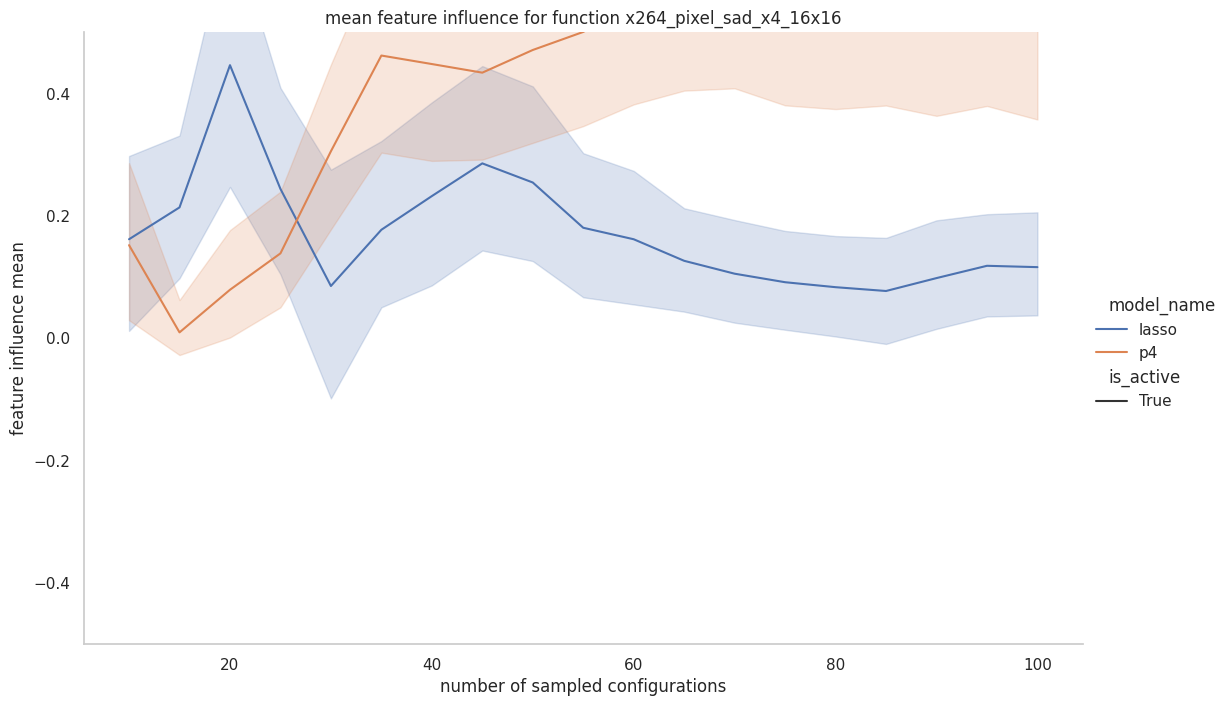 mean feature influence for function x264_pixel_sad_x4_16x16
feature influence mean
0.4
0.2
0.0
−0.2
−0.4
20
40
60
80
100
number of sampled configurations
model_name
lasso
p4
is_active
True